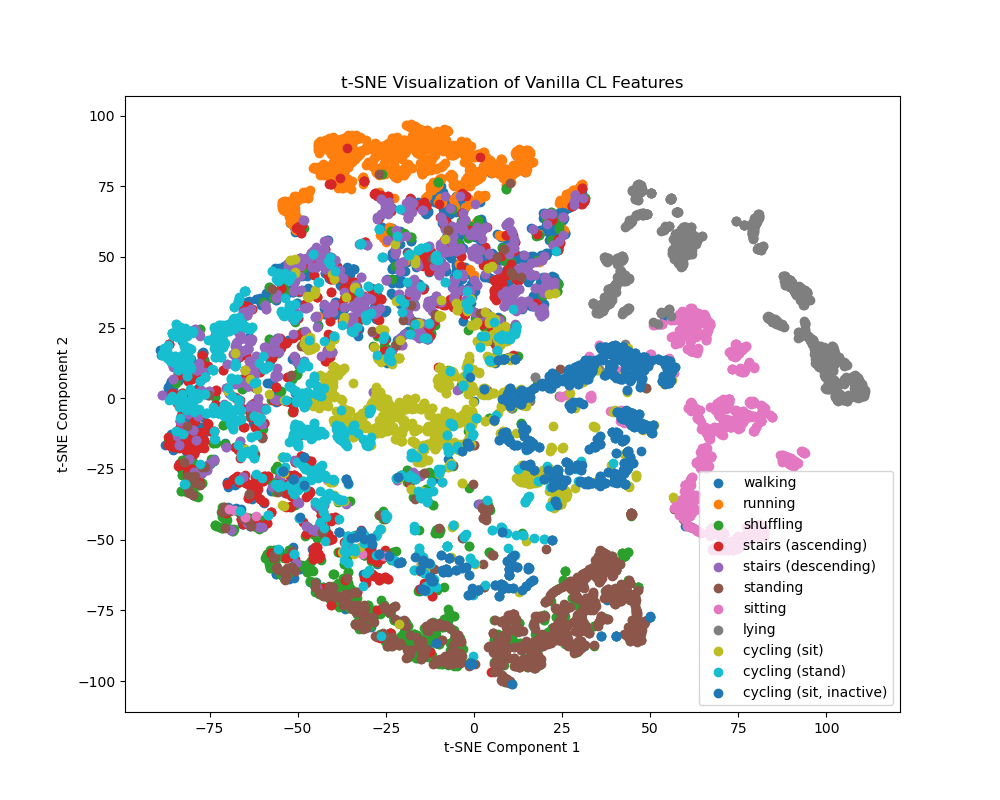 t-SNE Visualization of Vanilla CL Features
100
75
50
25
0
−25
−50
−75
−100
t-SNE Component 2
−75
−50
−25
0
25
50
75
100
t-SNE Component 1
walking
running
shuffling
stairs (ascending)
stairs (descending)
standing
sitting
lying
cycling (sit)
cycling (stand)
cycling (sit, inactive)